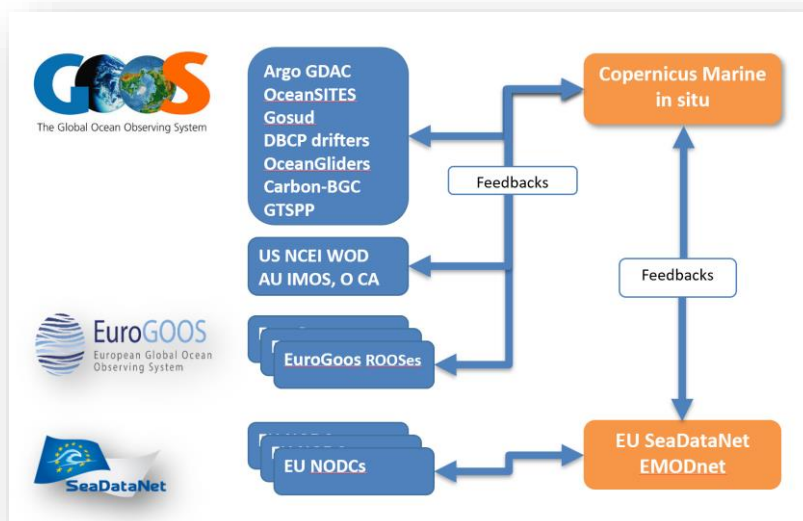 GOOS
The Global Ocean Observing System
Argo GDAC
OceanSITES
Gosud
DBCP drifters
OceanGliders
Carbon-BGC
GTSPP
Copernicus Marine
in situ
Feedbacks
US NCEI WOD
AU IMOS, O CA
Feedbacks
EuroGOOS
European Global Ocean
Observing System
EuroGoos ROOSes
SeaDataNet
EU NODCs
EU SeaDataNet
EMODnet